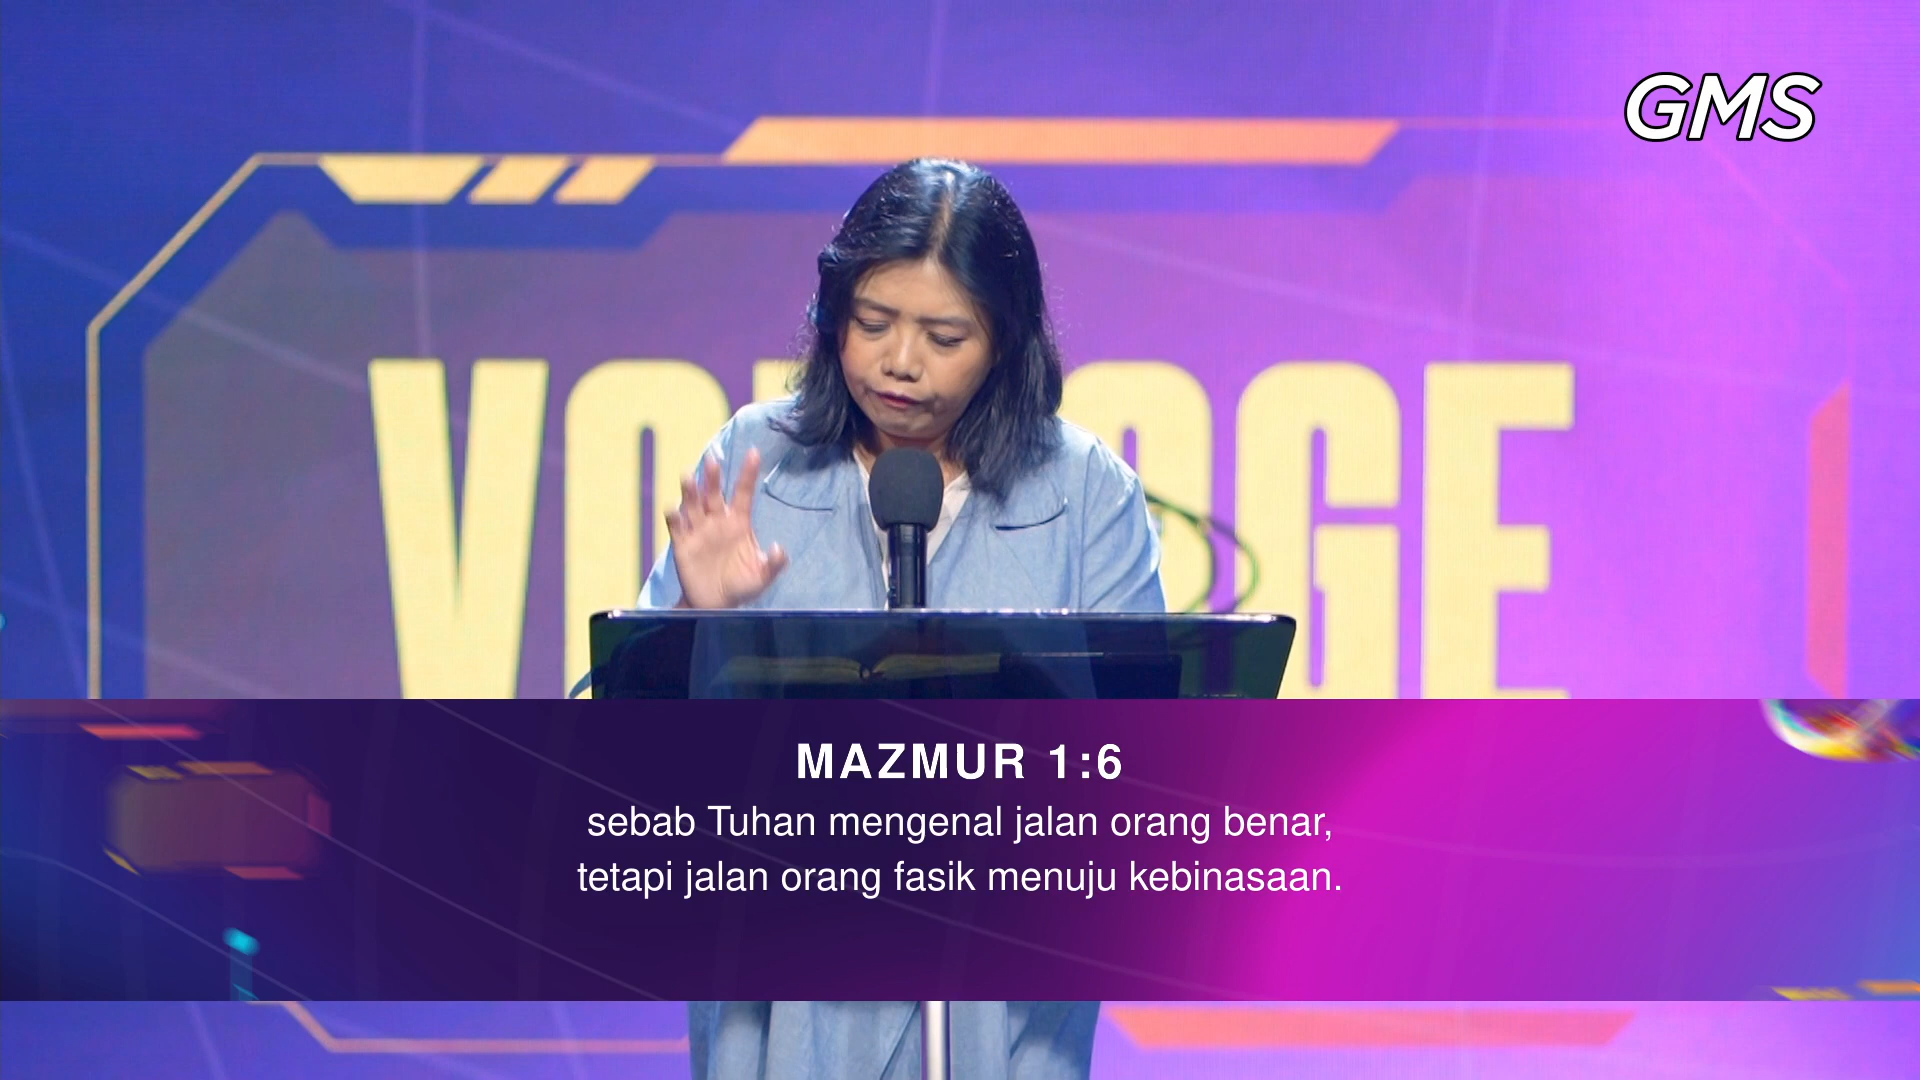 GMS
MAZMUR 1:6
sebab Tuhan mengenal jalan orang benar,
tetapi jalan orang fasik menuju kebinasaan.